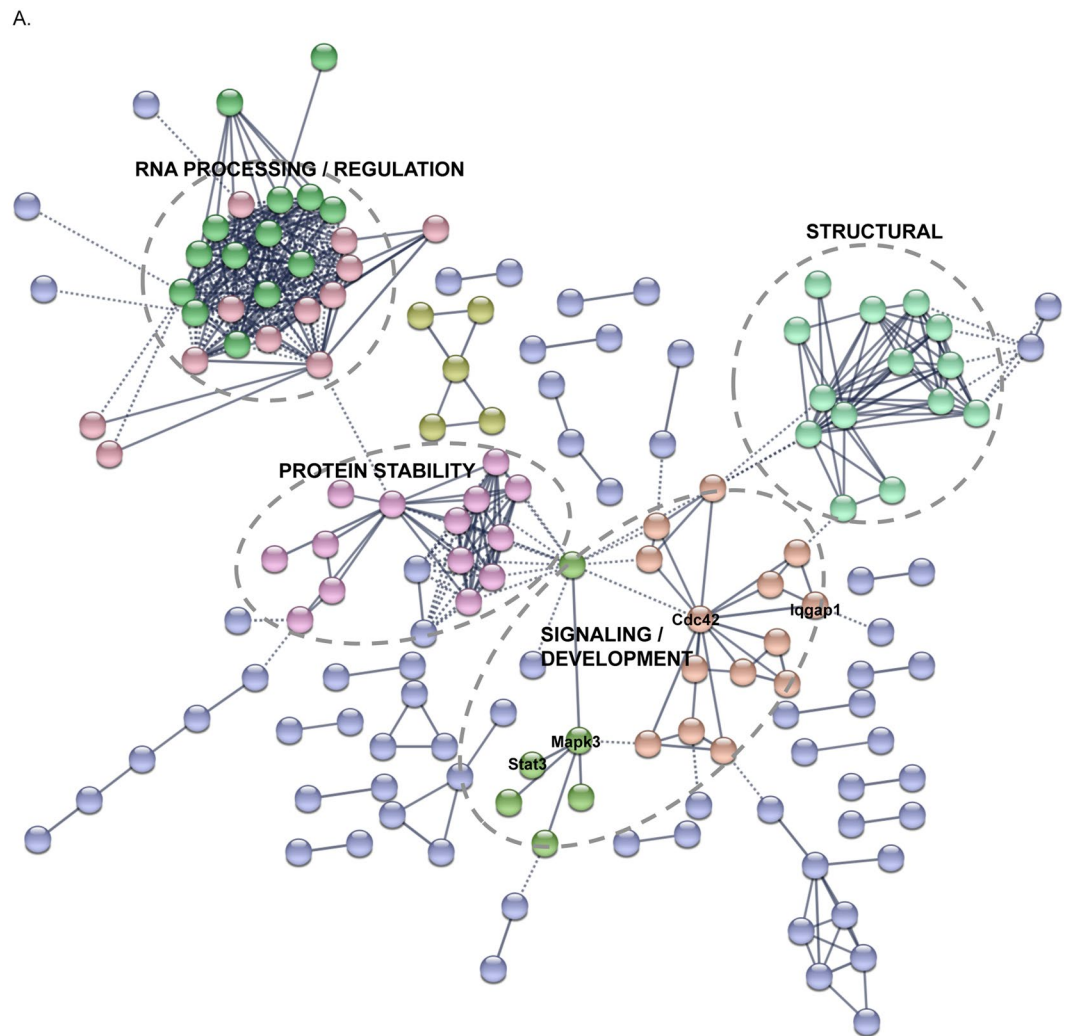 A.
RNA PROCESSING / REGULATION
STRUCTURAL
PROTEIN STABILITY
Iqgap1
Cdc42
SIGNALING /
DEVELOPMENT
Mapk3
Stat3